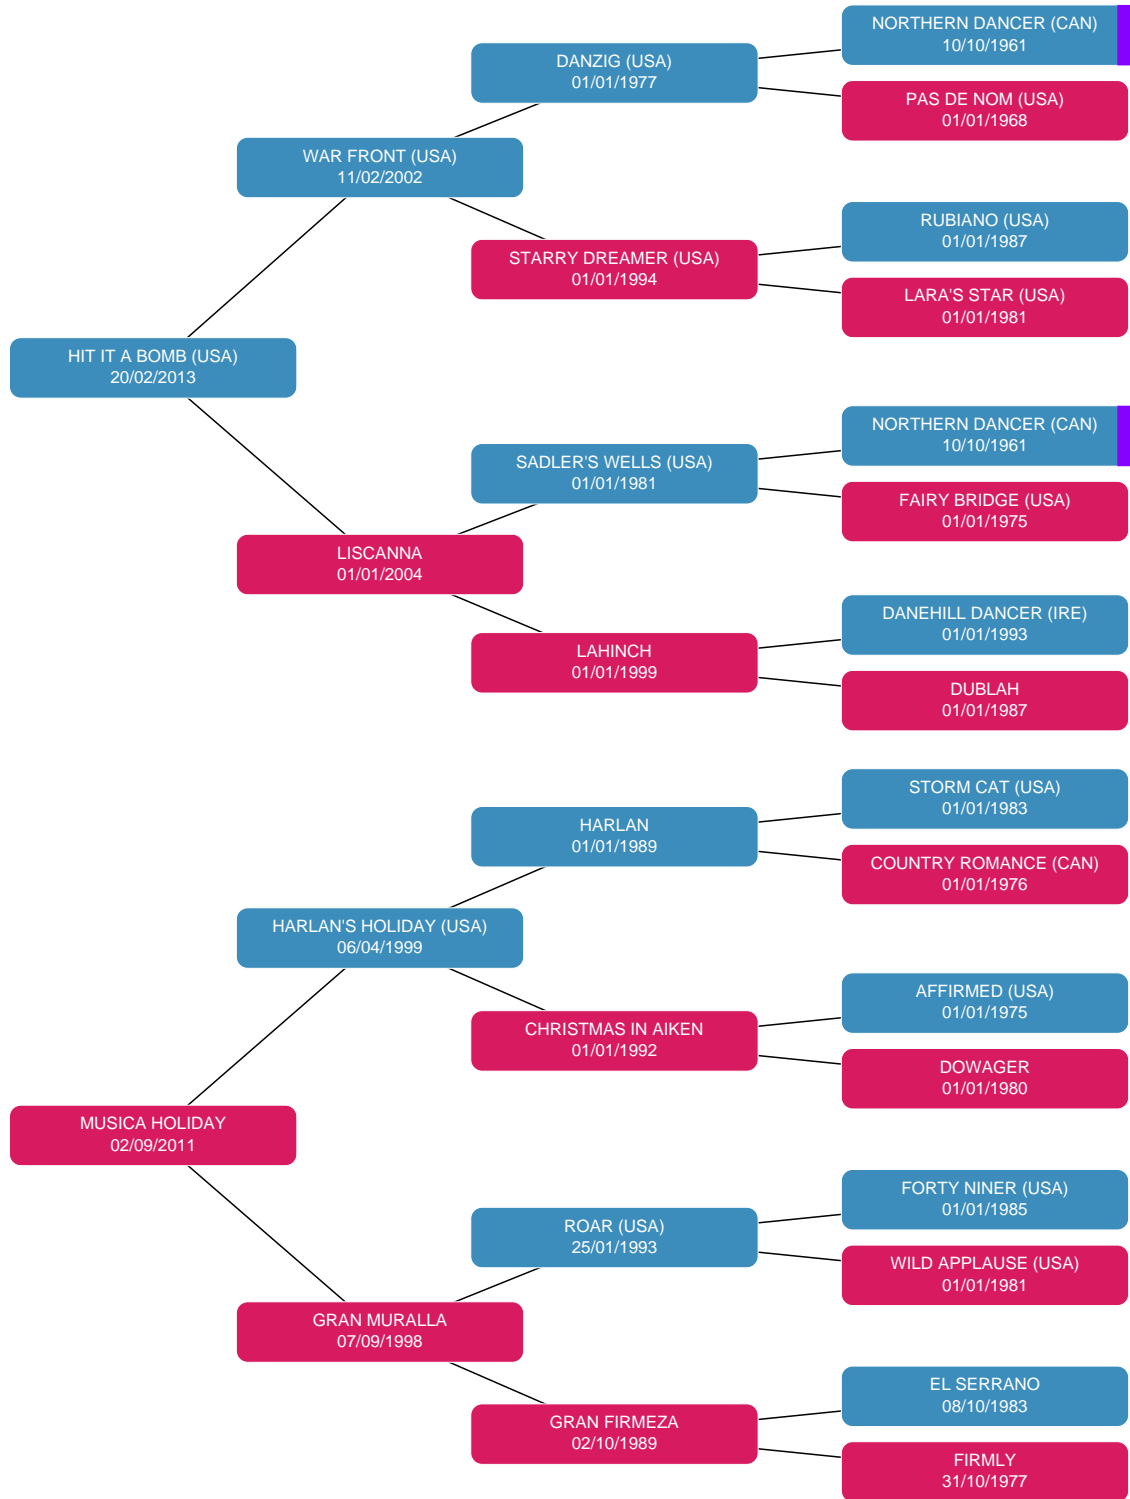 NORTHERN DANCER (CAN)
10/10/1961
DANZIG (USA)
01/01/1977
PAS DE NOM (USA)
01/01/1968
WAR FRONT (USA)
11/02/2002
RUBIANO (USA)
01/01/1987
STARRY DREAMER (USA)
01/01/1994
LARA'S STAR (USA)
01/01/1981
HIT IT A BOMB (USA)
20/02/2013
NORTHERN DANCER (CAN)
10/10/1961
SADLER'S WELLS (USA)
01/01/1981
FAIRY BRIDGE (USA)
01/01/1975
LISCANNA
01/01/2004
DANEHILL DANCER (IRE)
01/01/1993
LAHINCH
01/01/1999
DUBLAH
01/01/1987
STORM CAT (USA)
01/01/1983
HARLAN
01/01/1989
COUNTRY ROMANCE (CAN)
01/01/1976
HARLAN'S HOLIDAY (USA)
06/04/1999
AFFIRMED (USA)
01/01/1975
CHRISTMAS IN AIKEN
01/01/1992
DOWAGER
01/01/1980
MUSICA HOLIDAY
02/09/2011
FORTY NINER (USA)
01/01/1985
ROAR (USA)
25/01/1993
WILD APPLAUSE (USA)
01/01/1981
GRAN MURALLA
07/09/1998
EL SERRANO
08/10/1983
GRAN FIRMEZA
02/10/1989
FIRMLY
31/10/1977